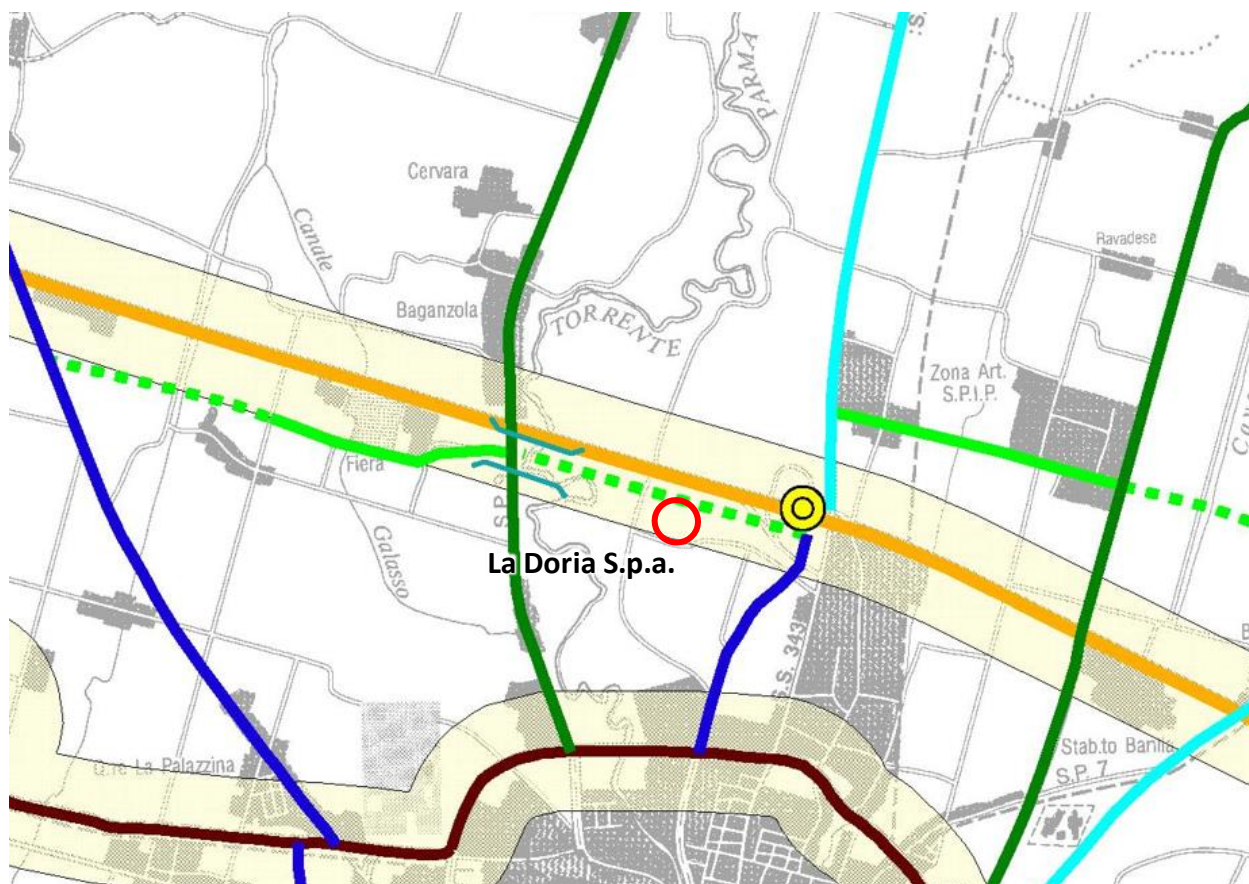 PARMA
Cervara
Canale
Ravadese
Baganzola
TORRENTE
Zona Art.
S.P.I.P.
Fiera
S.P.
Galasso
La Doria S.p.a.
S.S. 343
Q.re La Palazzina
Stab.to Barilla
S.P. 7